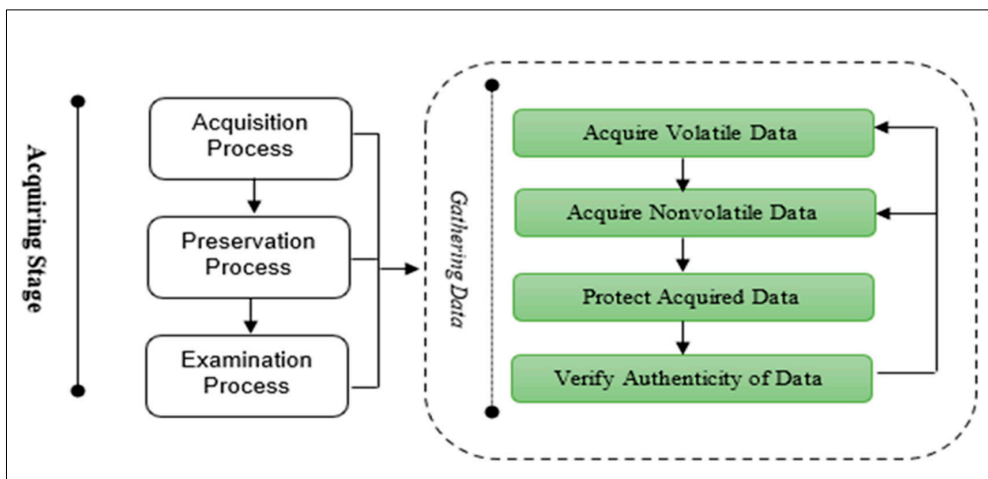 Acquiring Stage
Acquisition
Process
Preservation
Process
Examination
Process
Gathering Data
Acquire Volatile Data
Acquire Nonvolatile Data
Protect Acquired Data
Verify Authenticity of Data